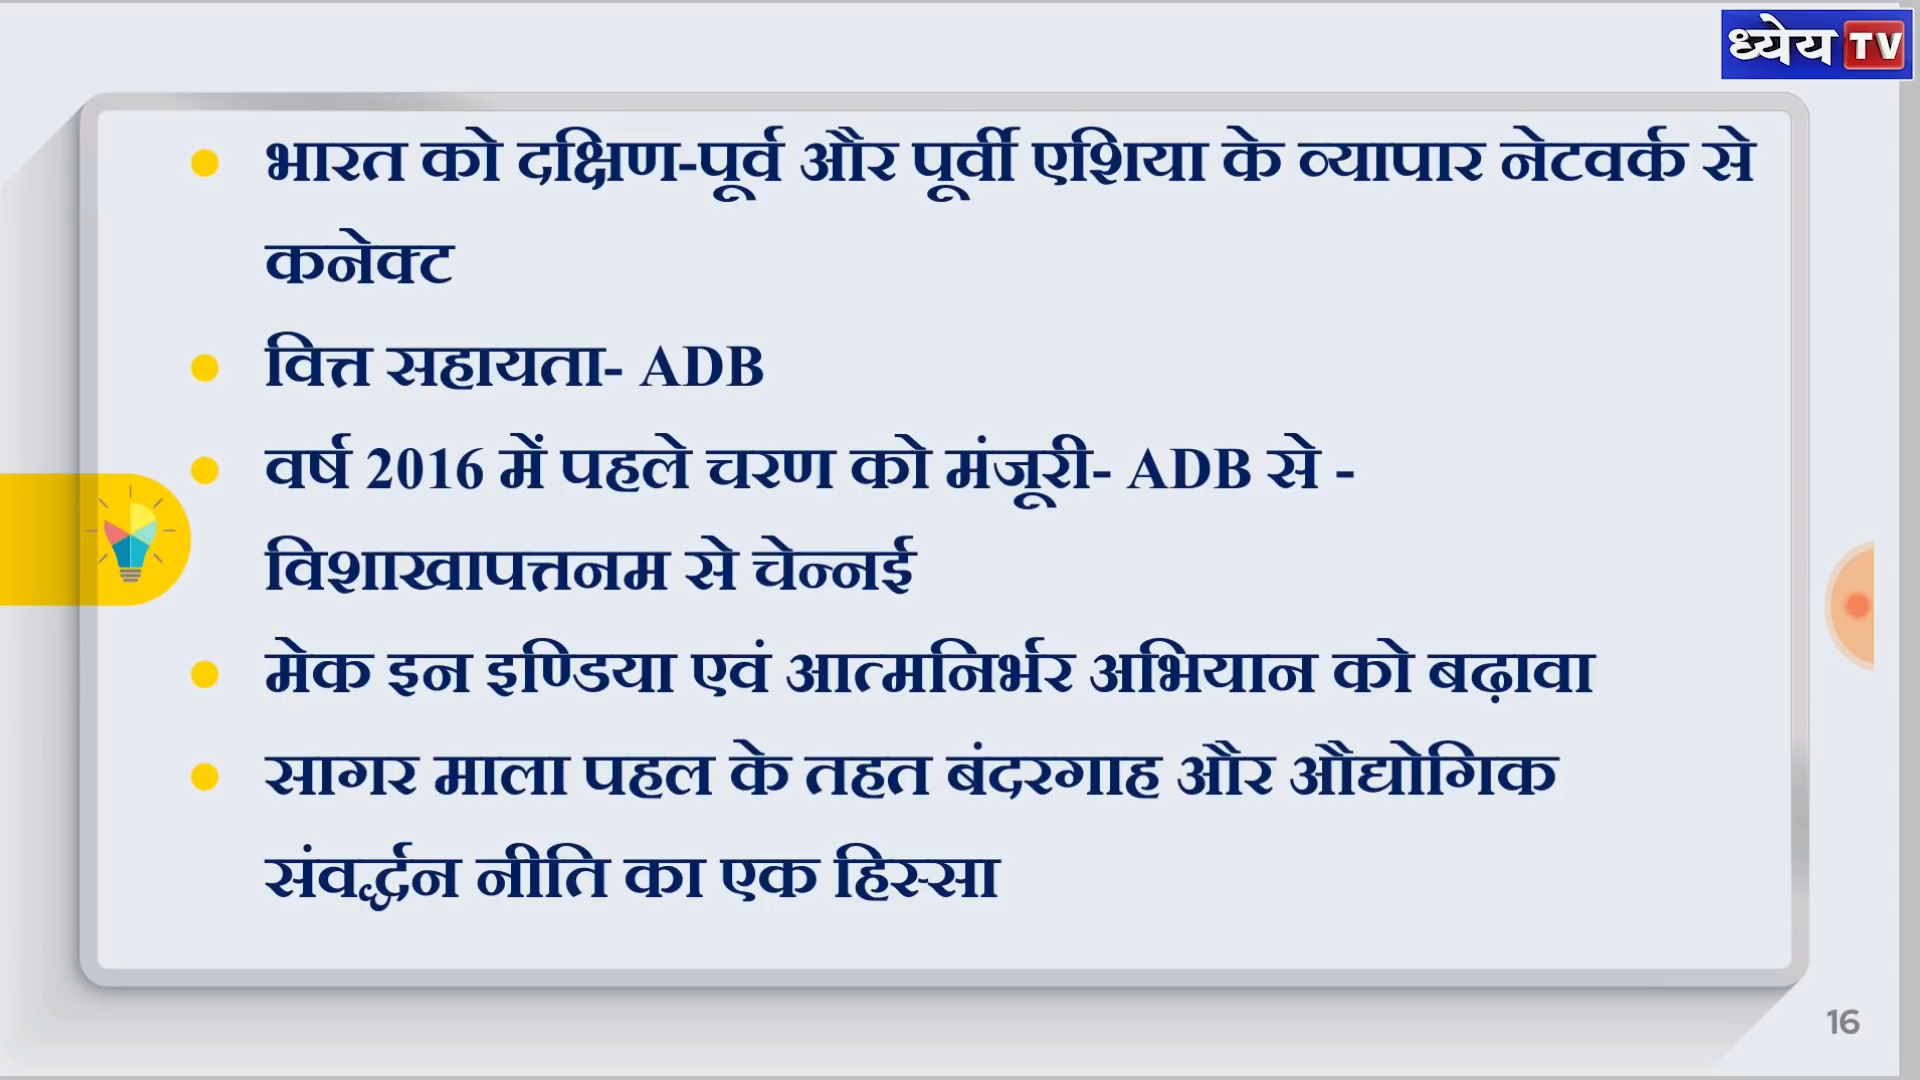 ध्येय TV
भारत को दक्षिण-पूर्व और पूर्वी एशिया के व्यापार नेटवर्क से
कनेक्ट
वित्त सहायता- ADB
वर्ष 2016 में पहले चरण को मंजूरी- ADB से -
विशाखापत्तनम से चेन्नई
मेक इन इण्डिया एवं आत्मनिर्भर अभियान को बढ़ावा
सागर माला पहल के तहत बंदरगाह और औद्योगिक
संवर्द्धन नीति का एक हिस्सा
16